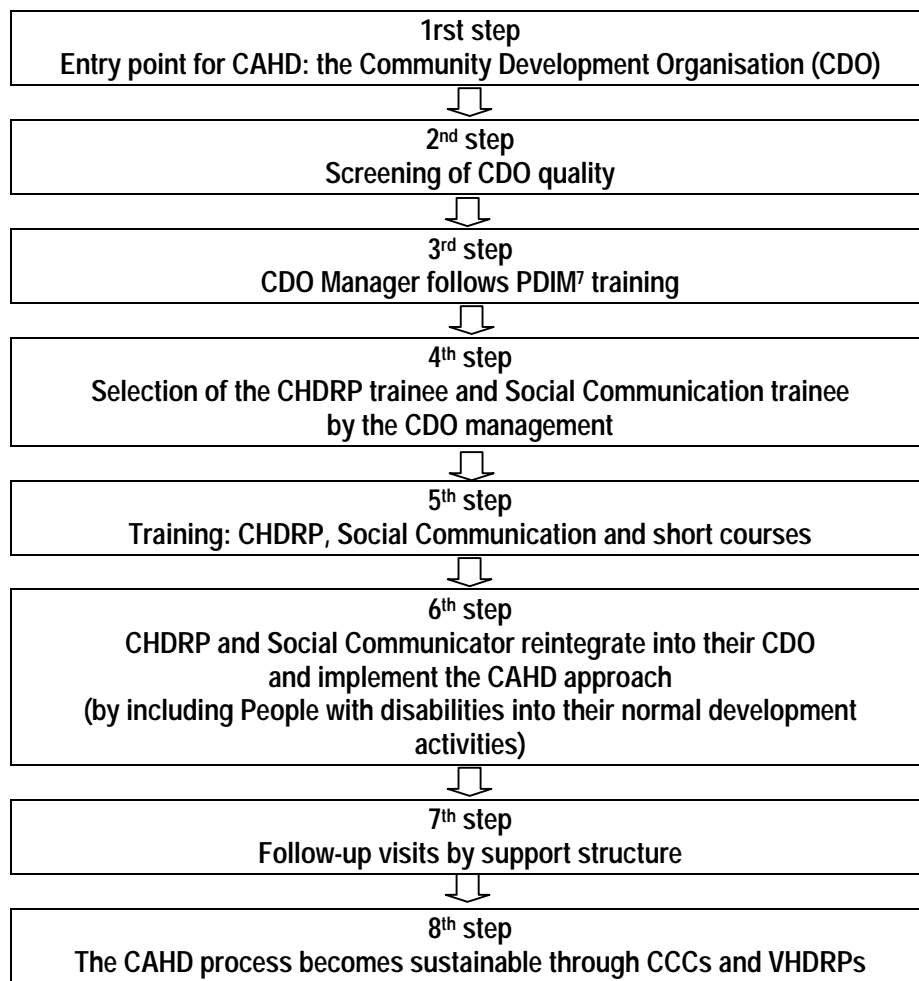 1rst step
Entry point for CAHD: the Community Development Organisation (CDO)
2nd step
Screening of CDO quality
3rd step
CDO Manager follows PDIM7 training
4th step
Selection of the CHDRP trainee and Social Communication trainee
by the CDO management
5th step
Training: CHDRP, Social Communication and short courses
6th step
CHDRP and Social Communicator reintegrate into their CDO
and implement the CAHD approach
(by including People with disabilities into their normal development
activities)
7th step
Follow-up visits by support structure
8th step
The CAHD process becomes sustainable through CCCs and VHDRPs